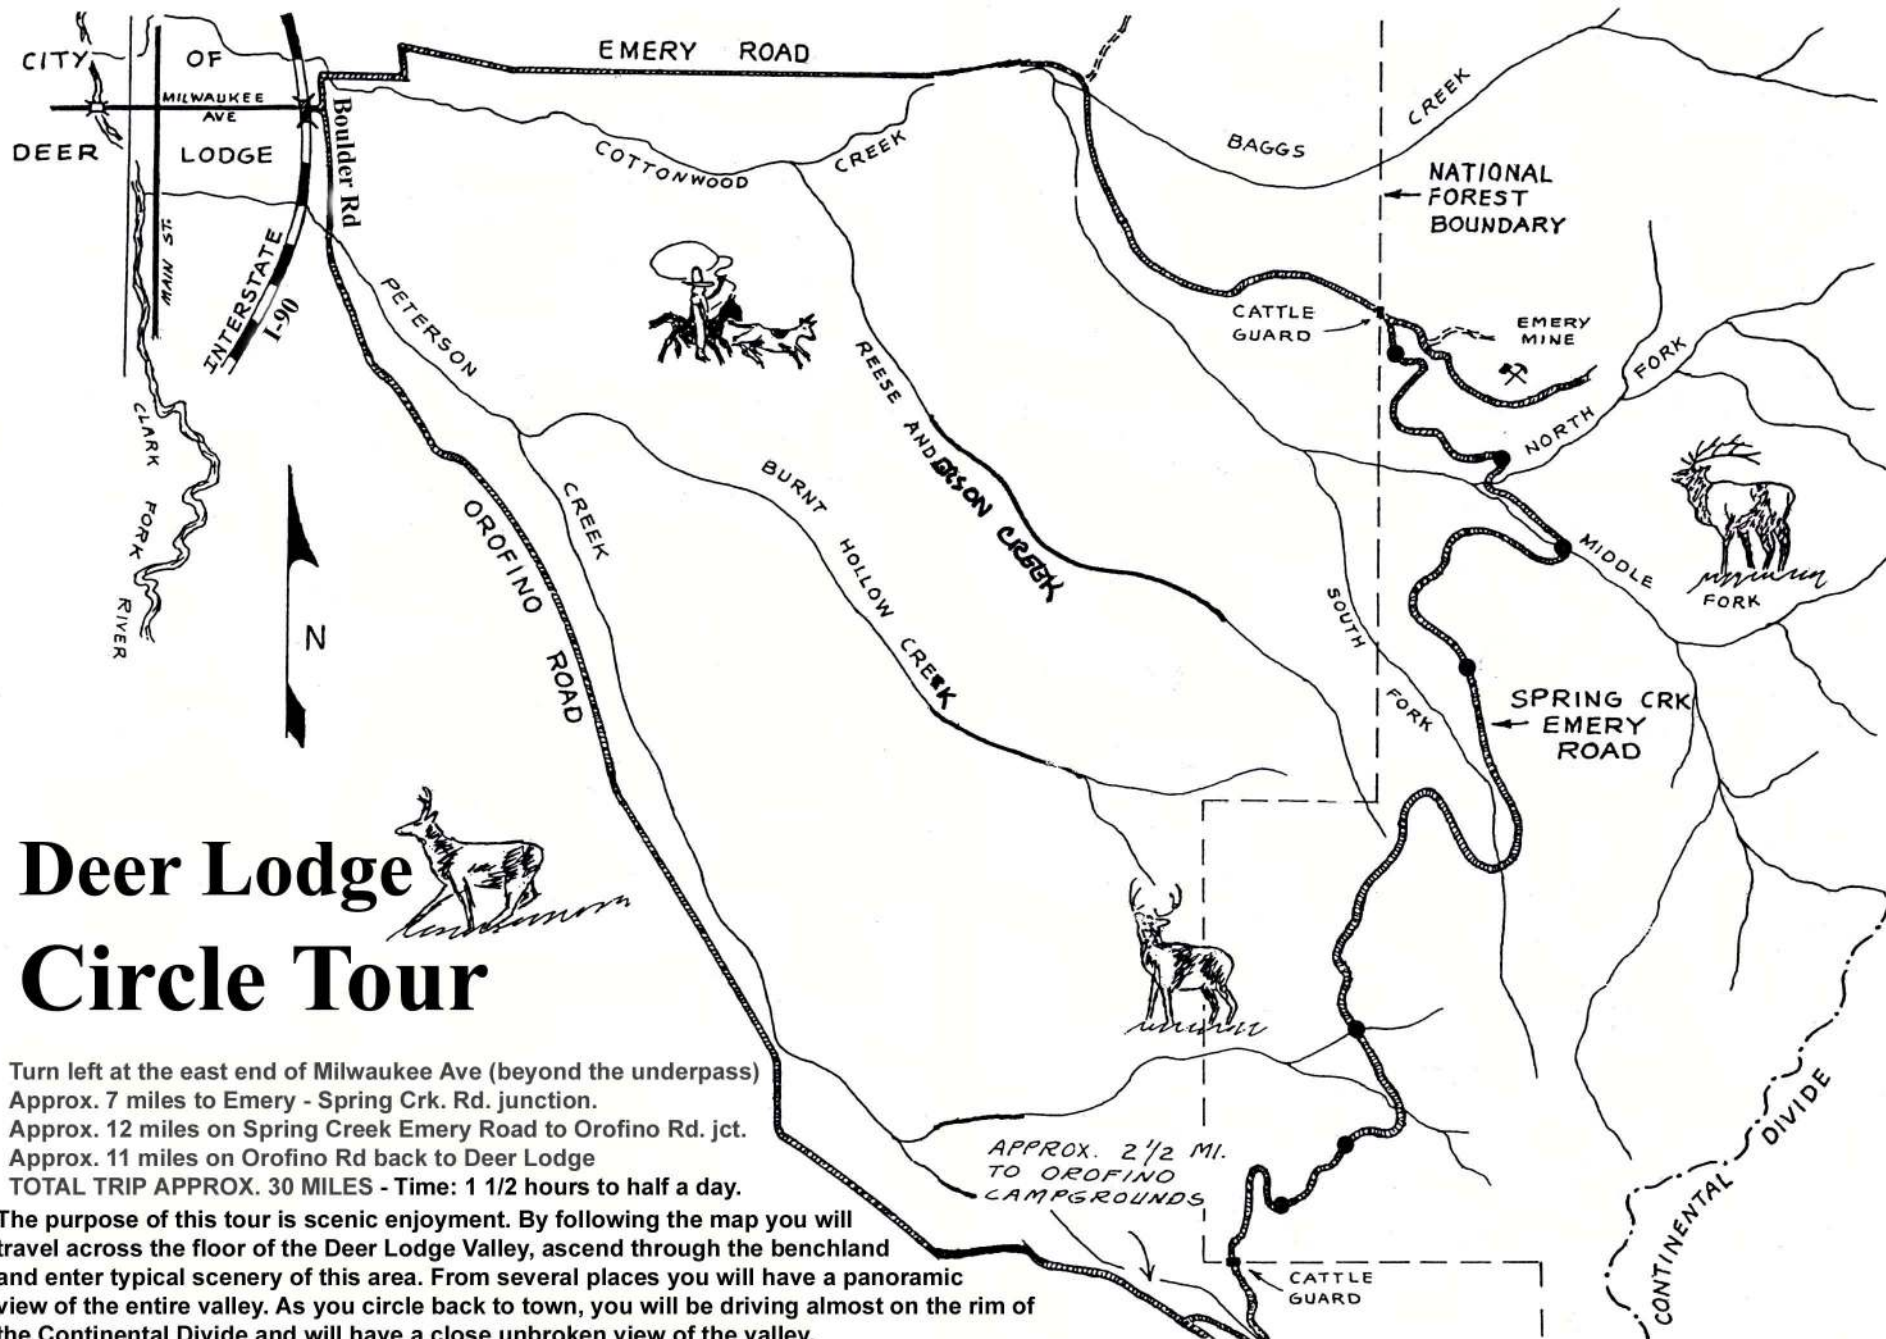 CITY OF
DEER LODGE
MILWAUKEE
AVE
MAIN ST.
INTERSTATE
I-90
Boulder Rd
EMERY ROAD
COTTONWOOD CREEK
BAGGS CREEK
NATIONAL
FOREST
BOUNDARY
CATTLE
GUARD
EMERY
MINE
NORTH FORK
MIDDLE
FORK
SOUTH
FORK
PETERSON
CREEK
REESE AND
ERSON CREEK
BURNT
HOLLOW CREEK
CLARK
FORK
RIVER
OROFINO
ROAD
N
SPRING CRK
EMERY
ROAD
Deer Lodge
Circle Tour
Turn left at the east end of Milwaukee Ave (beyond the underpass)
Approx. 7 miles to Emery - Spring Crk. Rd. junction.
Approx. 12 miles on Spring Creek Emery Road to Orofino Rd. jct.
Approx. 11 miles on Orofino Rd back to Deer Lodge
TOTAL TRIP APPROX. 30 MILES - Time: 1 1/2 hours to half a day.
The purpose of this tour is scenic enjoyment. By following the map you will
travel across the floor of the Deer Lodge Valley, ascend through the benchland
and enter typical scenery of this area. From several places you will have a panoramic
view of the entire valley. As you circle back to town, you will be driving almost on the rim of
the Continental Divide and will have a close unbroken view of the valley.
APPROX. 2 1/2 MI.
TO OROFINO
CAMPGROUNDS
CATTLE
GUARD
CONTINENTAL DIVIDE